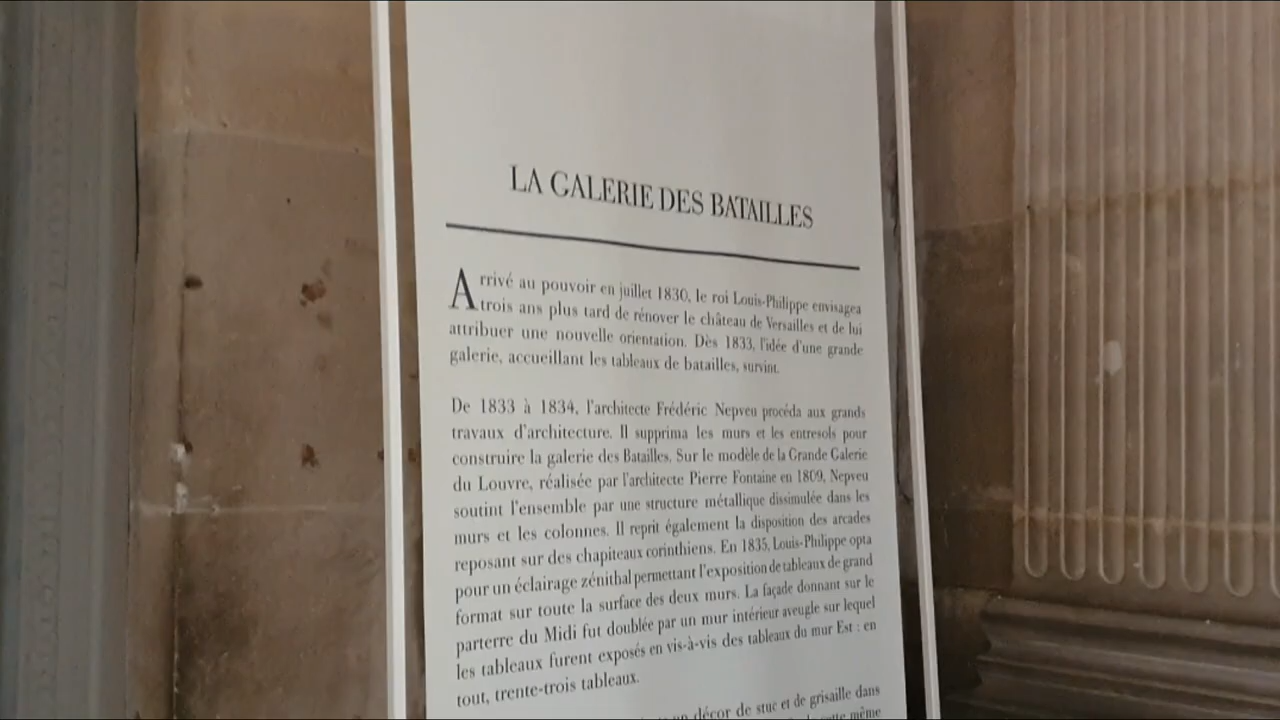 LA GALERIE DES BATAILLES
Arrivé au pouvoir en juillet 1830, le roi Louis-Philippe envisagea
trois ans plus tard de rénover le château de Versailles et de lui
attribuer une nouvelle orientation. Dès 1833, l'idée d'une grande
galerie, accueillant les tableaux de batailles, survint.
De 1833 à 1834, l'architecte Frédéric Nepveu procéda aux grands
travaux d'architecture. Il supprima les murs et les entresols pour
construire la galerie des Batailles. Sur le modèle de la Grande Galerie
du Louvre, réalisée par l'architecte Pierre Fontaine en 1809, Nepveu
soutint l'ensemble par une structure métallique dissimulée dans les
murs et les colonnes. Il reprit également la disposition des arcades
reposant sur des chapiteaux corinthiens. En 1835, Louis-Philippe opta
pour un éclairage zénithal permettant l'exposition de tableaux de grand
format sur toute la surface des deux murs. La façade donnant sur le
parterre du Midi fut doublée par un mur intérieur aveugle sur lequel
les tableaux furent exposés en vis-à-vis des tableaux du mur Est : en
tout, trente-trois tableaux.
décor de stuc et de grisaille dans
même